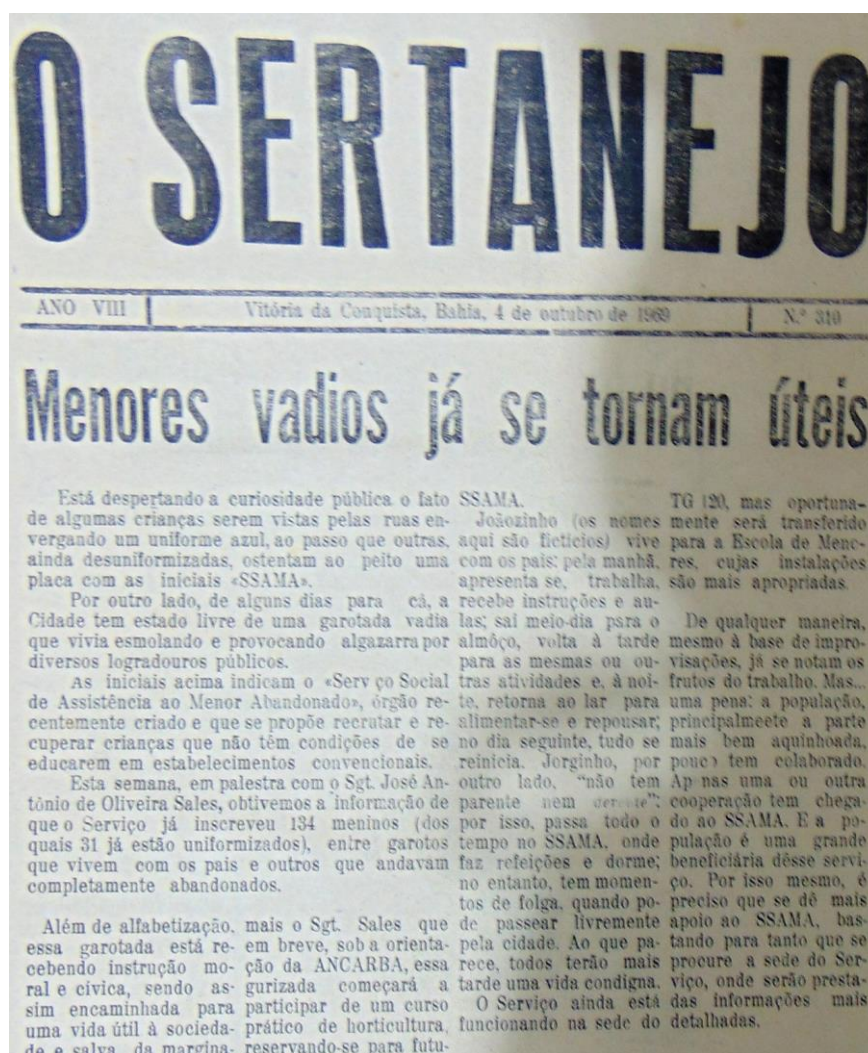 O SERTANEJO
ANO VIII
Vitória da Conquista, Bahia, 4 de outubro de 1969
N.º 310
Menores vadios já se tornam úteis
Está despertando a curiosidade pública o fato
de algumas crianças serem vistas pelas ruas en-
vergando um uniforme azul, ao passo que outras,
ainda desuniformizadas, ostentam ao peito uma
placa com as iniciais «SSAMA».
Por outro lado, de alguns dias para cá, a
Cidade tem estado livre de uma garotada vadia
que vivia esmolando e provocando algazarra por
diversos logradouros públicos.
As iniciais acima indicam o «Serv ço Social
de Assistência ao Menor Abandonado», órgão re-
centemente criado e que se propõe recrutar e re-
cuperar crianças que não têm condições de se
educarem em estabelecimentos convencionais.
Esta semana, em palestra com o Sgt. José An-
tônio de Oliveira Sales, obtivemos a informação de
que o Serviço já inscreveu 134 meninos (dos
quais 31 já estão uniformizados), entre garotos
que vivem com os pais e outros que andavam
completamente abandonados.
Além de alfabetização,
essa garotada está re-
cebendo instrução mo-
ral e cívica, sendo as-
sim encaminhada para
uma vida útil à socieda-
de e salva da margina-
mais o Sgt. Sales que
em breve, sob a orienta-
ção da ANCARBA, essa
gurizada começará a
participar de um curso
prático de horticultura,
reservando-se para futu-
SSAMA.
Joãozinho (os nomes
aqui são fictícios) vive
com os pais; pela manhã,
apresenta se, trabalha,
recebe instruções e au-
las; sai meio-dia para o
almôço, volta à tarde
para as mesmas ou ou-
tras atividades e, à noi-
te, retorna ao lar para
alimentar-se e repousar;
no dia seguinte, tudo se
reinicia. Jorginho, por
outro lado, "não tem
parente nem aderente";
por isso, passa todo o
tempo no SSAMA, onde
faz refeições e dorme;
no entanto, tem momen-
tos de folga, quando po-
de passear livremente
pela cidade. Ao que pa-
rece, todos terão mais
tarde uma vida condigna.
O Serviço ainda está
funcionando na sede do
TG 120, mas oportuna-
mente será transferido
para a Escola de Menc-
res, cujas instalações
são mais apropriadas.
De qualquer maneira,
mesmo à base de impro-
visações, já se notam os
frutos do trabalho. Mas...
uma pena: a população,
principalmeete a parte
mais bem aquinhoada,
pouco tem colaborado.
Ap nas uma ou outra
cooperação tem chega-
do ao SSAMA. E a po-
pulação é uma grande
beneficiária dêsse servi-
ço. Por isso mesmo, é
preciso que se dê mais
apoio ao SSAMA, bas-
tando para tanto que se
procure a sede do Ser-
viço, onde serão presta-
das informações mais
detalhadas.